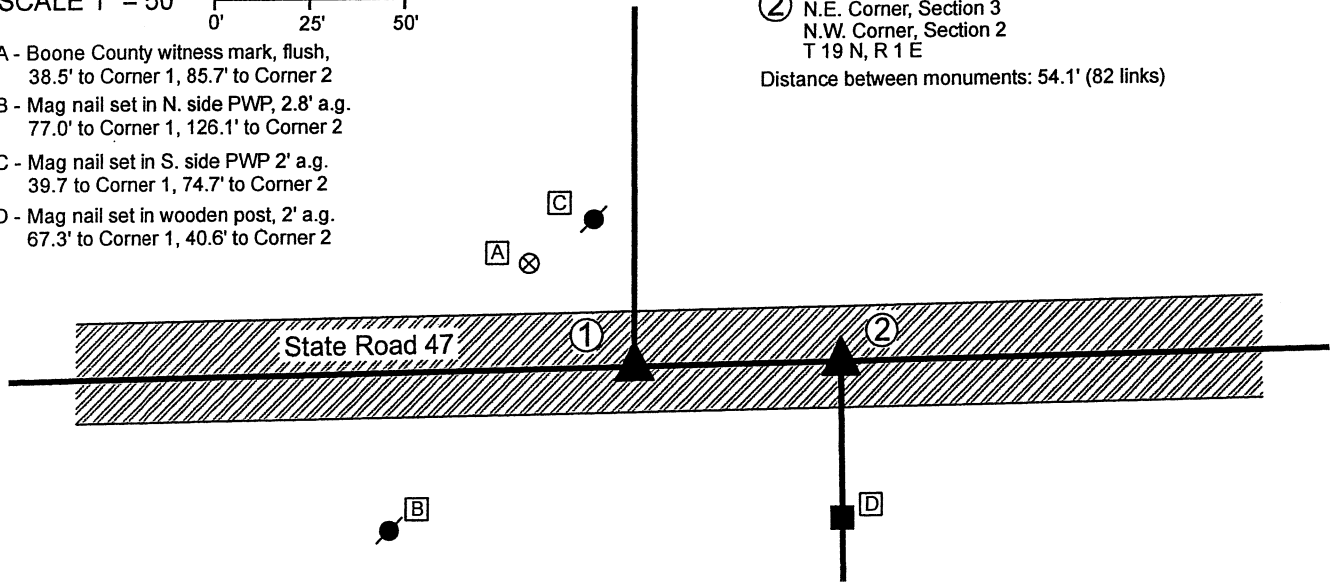 SCALE 1" = 50'
0' 25' 50'
A - Boone County witness mark, flush,
38.5' to Corner 1, 85.7' to Corner 2
B - Mag nail set in N. side PWP, 2.8' a.g.
77.0' to Corner 1, 126.1' to Corner 2
C - Mag nail set in S. side PWP 2' a.g.
39.7 to Corner 1, 74.7' to Corner 2
D - Mag nail set in wooden post, 2' a.g.
67.3' to Corner 1, 40.6' to Corner 2
2 N.E. Corner, Section 3
N.W. Corner, Section 2
T 19 N, R 1 E
Distance between monuments: 54.1' (82 links)
C
A
1
2
State Road 47
B
D